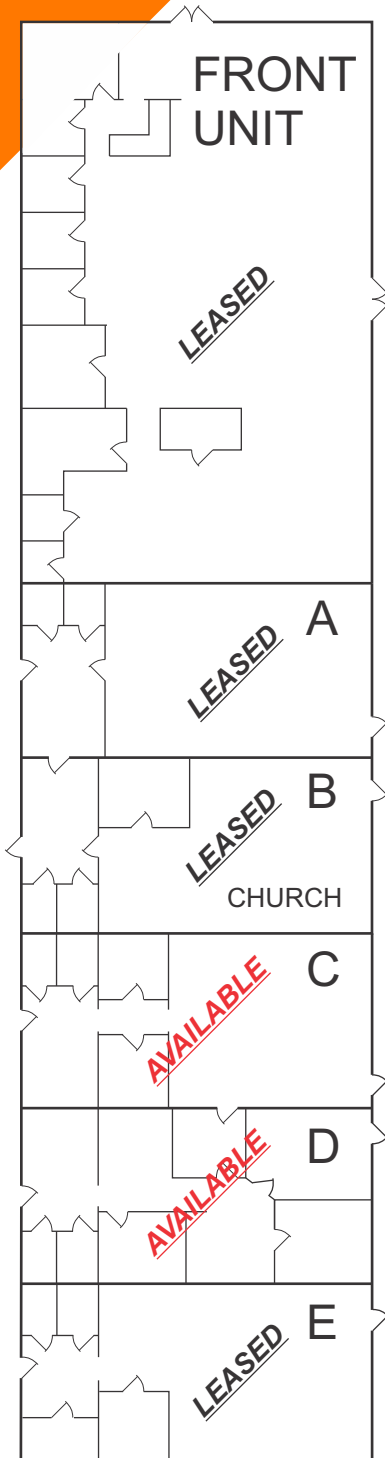 FRONT
UNIT
LEASED
A
LEASED
B
LEASED
CHURCH
C
AVAILABLE
D
AVAILABLE
E
LEASED